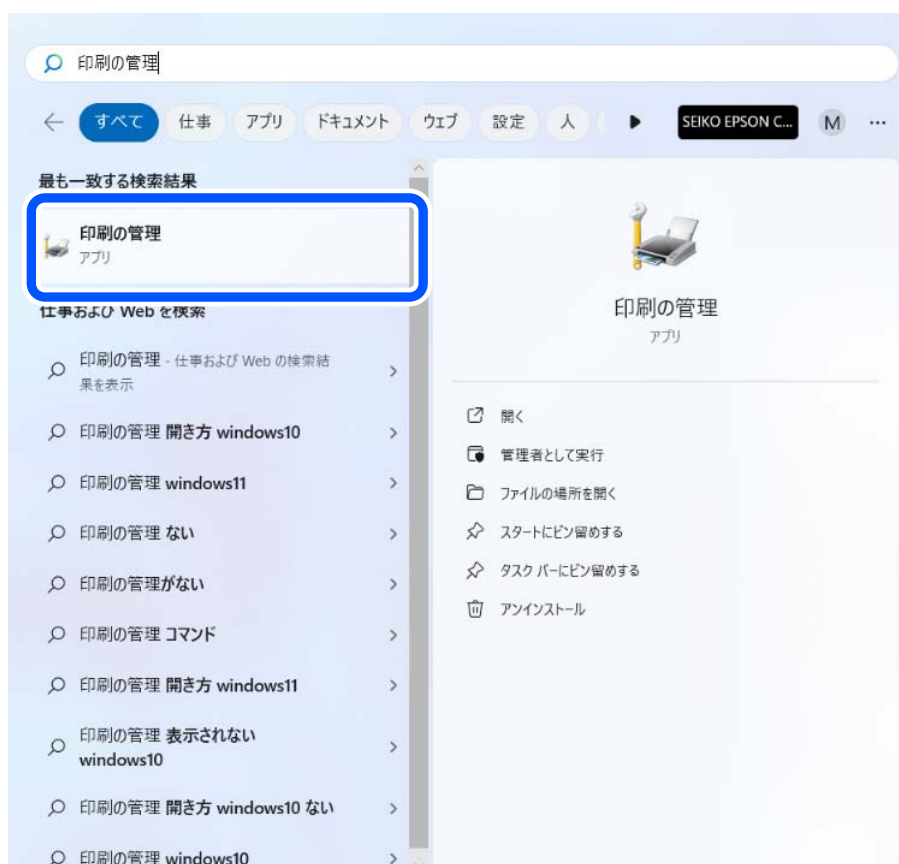 印刷の管理
すべて 仕事 アプリ ドキュメント ウェブ 設定 人 SEIKO EPSON C... M ...
最も一致する検索結果
印刷の管理
アプリ
仕事および Web を検索
印刷の管理 - 仕事および Web の検索結
果を表示
印刷の管理 開き方 windows10
印刷の管理 windows11
印刷の管理 ない
印刷の管理がない
印刷の管理 コマンド
印刷の管理 開き方 windows11
印刷の管理 表示されない
windows10
印刷の管理 開き方 windows10 ない
印刷の管理 windows10
印刷の管理
アプリ
開く
管理者として実行
ファイルの場所を開く
スタートにピン留めする
タスク バーにピン留めする
アンインストール